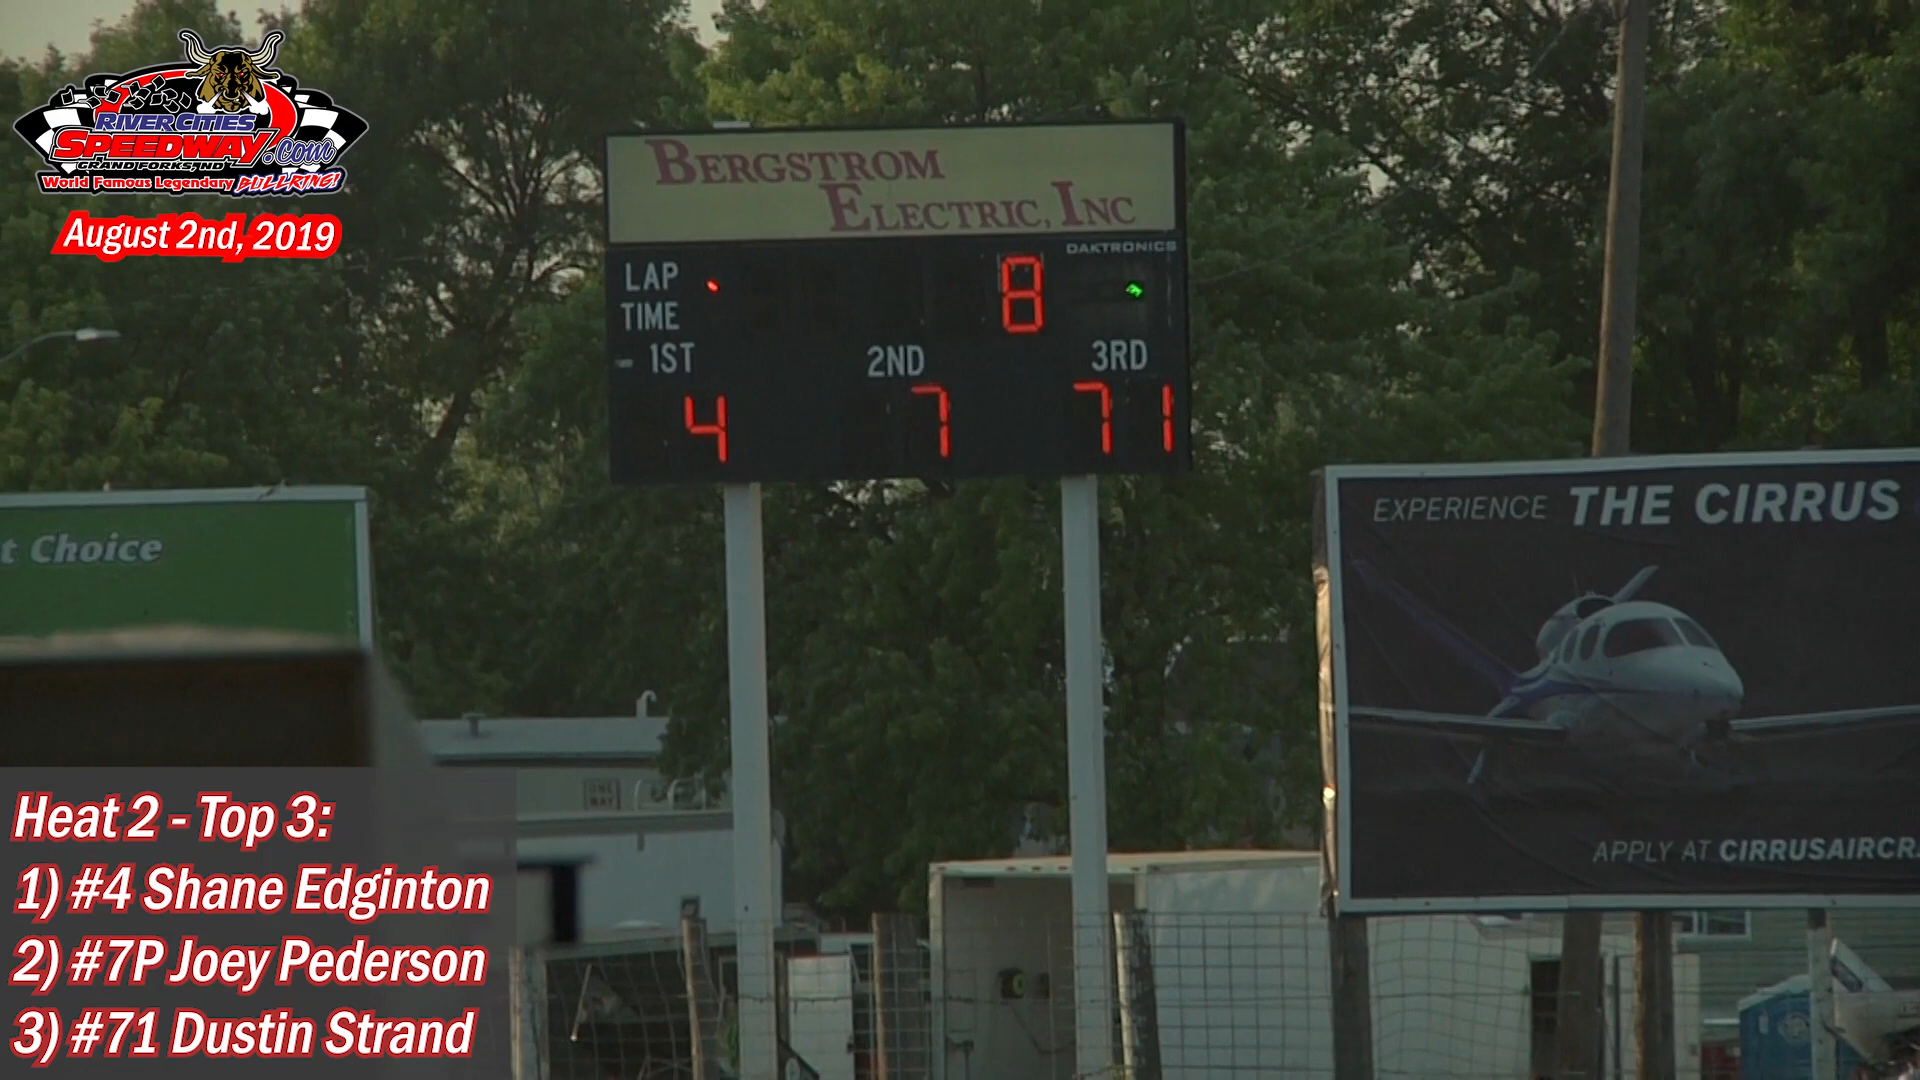 RIVER CITIES
SPEEDWAY.com
GRAND FORKS, ND
World Famous Legendary BULLRING!
August 2nd, 2019
BERGSTROM
ELECTRIC, INC
DAKTRONICS
LAP 8
TIME
1ST 2ND 3RD
4 7 71
t Choice
EXPERIENCE THE CIRRUS
APPLY AT CIRRUSAIRCR
ONE
WAY
Heat 2 - Top 3:
1) #4 Shane Edginton
2) #7P Joey Pederson
3) #71 Dustin Strand